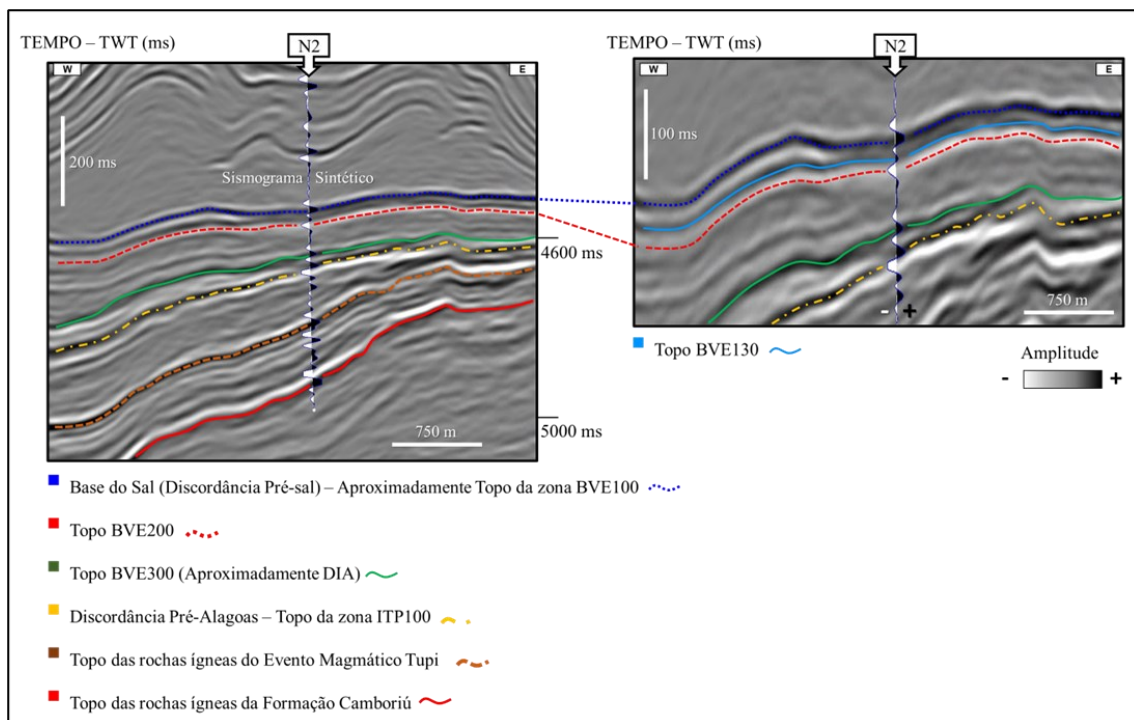 TEMPO – TWT (ms)
N2
W
E
200 ms
Sismograma Sintético
4600 ms
750 m
5000 ms
TEMPO – TWT (ms)
N2
W
E
100 ms
- +
750 m
Topo BVE130
Amplitude
- +
Base do Sal (Discordância Pré-sal) – Aproximadamente Topo da zona BVE100
Topo BVE200
Topo BVE300 (Aproximadamente DIA)
Discordância Pré-Alagoas – Topo da zona ITP100
Topo das rochas ígneas do Evento Magmático Tupi
Topo das rochas ígneas da Formação Camboriú